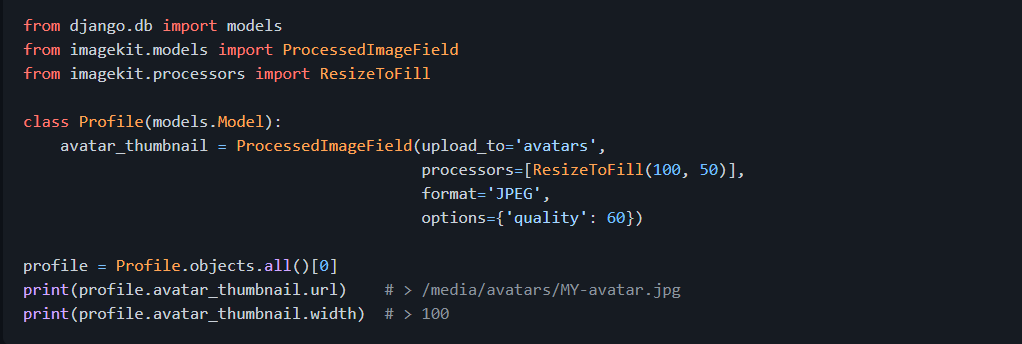 from django.db import models
from imagekit.models import ProcessedImageField
from imagekit.processors import ResizeToFill

class Profile(models.Model):
    avatar_thumbnail = ProcessedImageField(upload_to='avatars',
                                           processors=[ResizeToFill(100, 50)],
                                           format='JPEG',
                                           options={'quality': 60})

profile = Profile.objects.all()[0]
print(profile.avatar_thumbnail.url)    # > /media/avatars/MY-avatar.jpg
print(profile.avatar_thumbnail.width)  # > 100